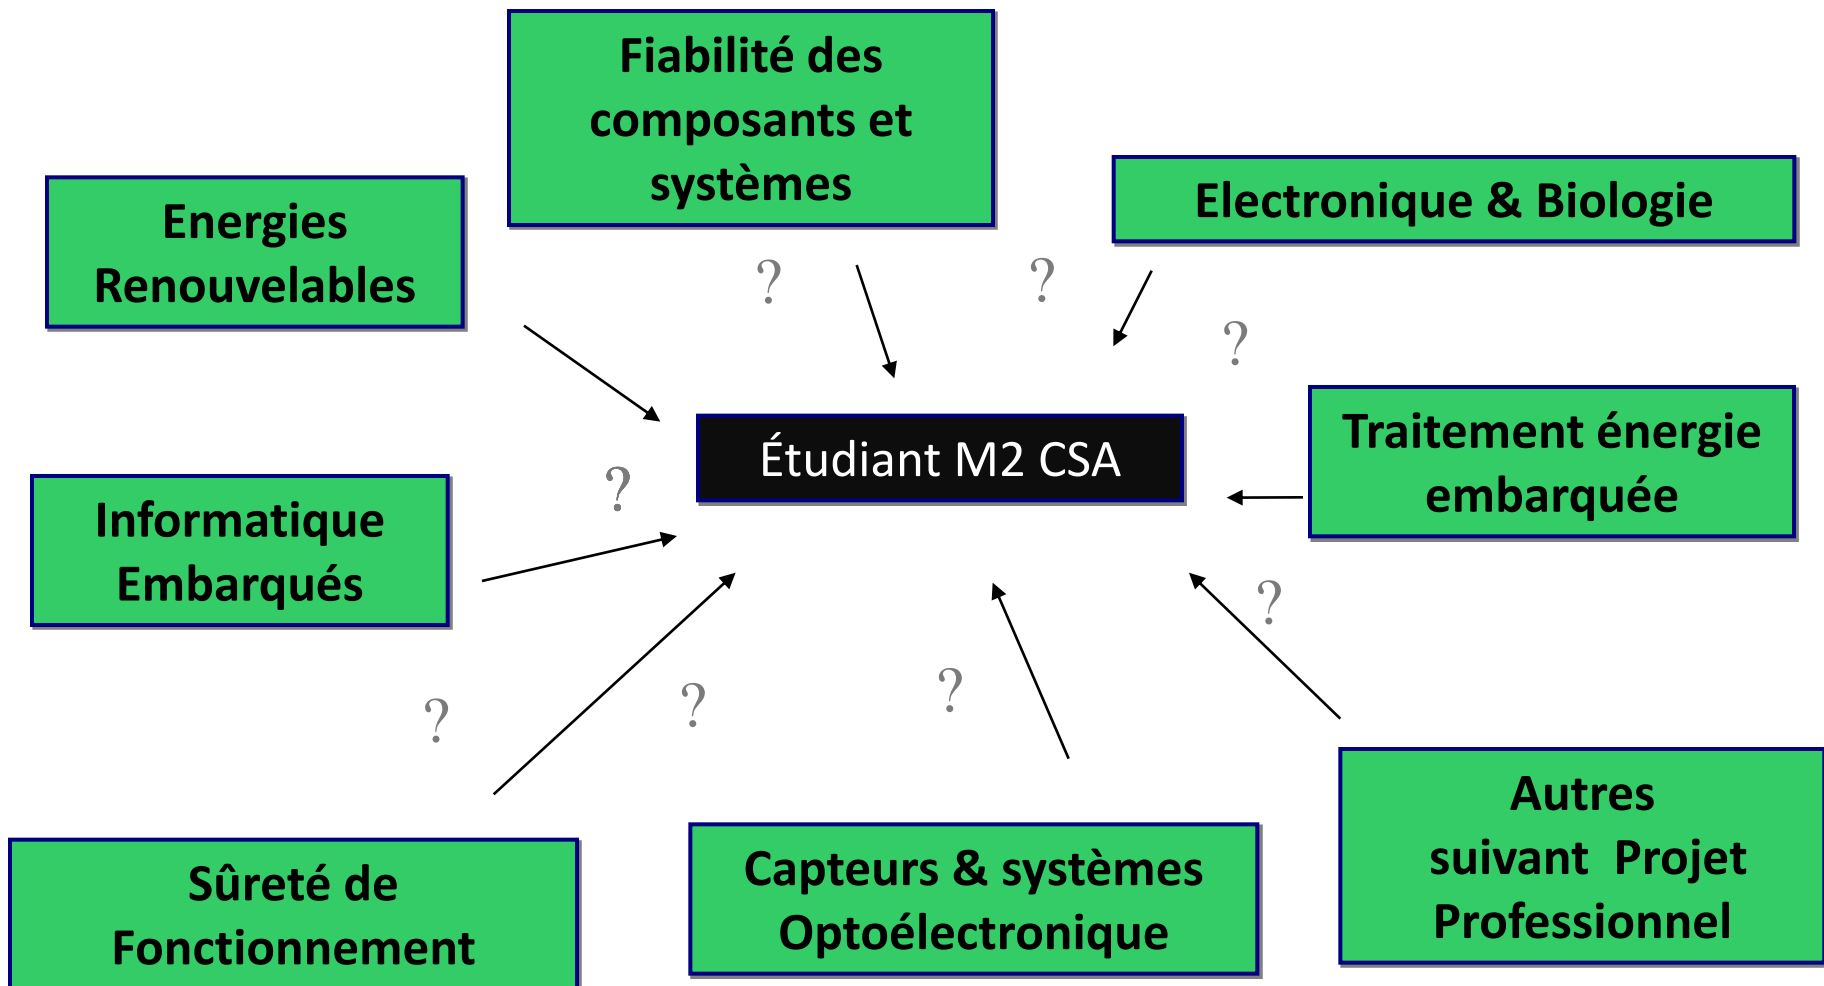 Fiabilité des
composants et
systèmes
Electronique & Biologie
Energies
Renouvelables
?
?
?
Étudiant M2 CSA
Traitement énergie
embarquée
?
Informatique
Embarqués
?
?
?
?
Autres
suivant Projet
Professionnel
Capteurs & systèmes
Optoélectronique
Sûreté de
Fonctionnement